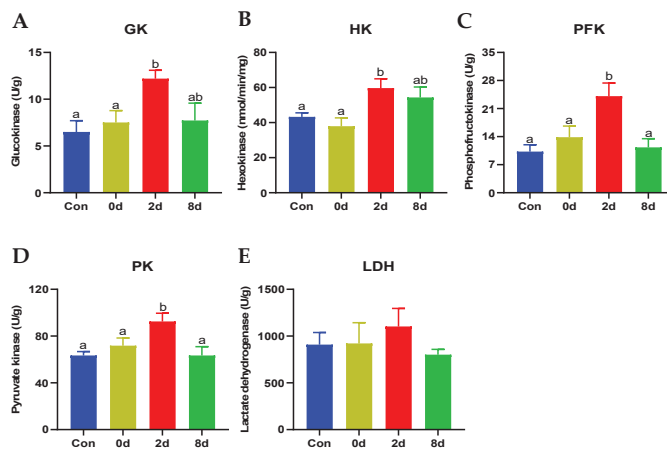 A
GK
Glucokinase (U/g)
15
10
5
0
a
a
b
ab
Con
0d
2d
8d
B
HK
Hexokinase (nmol/min/mg)
80
60
40
20
0
a
a
b
ab
Con
0d
2d
8d
C
PFK
Phosphofructokinase (U/g)
35
28
21
14
7
0
a
a
b
a
Con
0d
2d
8d
D
PK
Pyruvate kinase (U/g)
120
80
40
0
a
a
b
a
Con
0d
2d
8d
E
LDH
Lactate dehydrogenase (U/g)
1500
1000
500
0
Con
0d
2d
8d